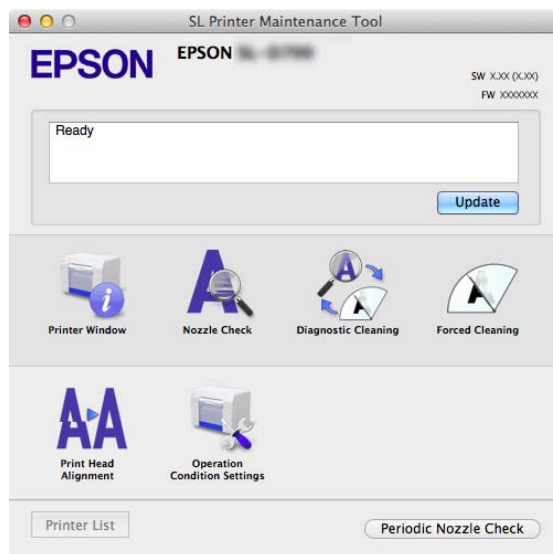 SL Printer Maintenance Tool
EPSON
EPSON
SW X.XX (X.XX)
FW XXXXXXX
Ready
Update
Printer Window
Nozzle Check
Diagnostic Cleaning
Forced Cleaning
Print Head
Alignment
Operation
Condition Settings
Printer List
Periodic Nozzle Check